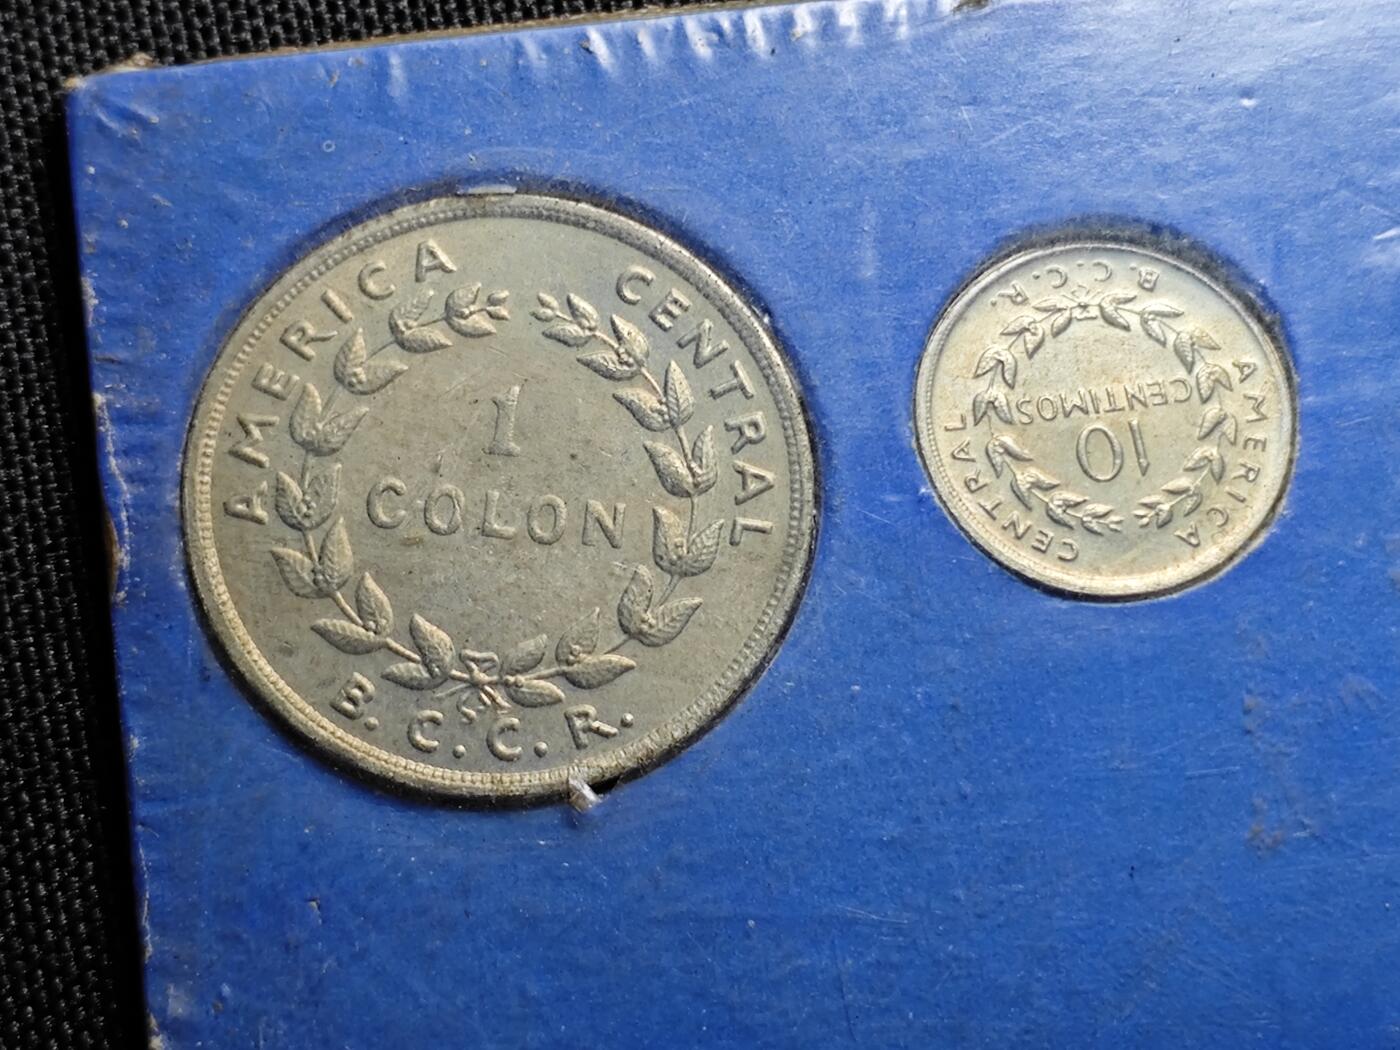 AMERICA CENTRAL
1
COLON
B. C. C. R.
AMERICA CENTRAL
10
CENTIMOS
B. C. C. R.